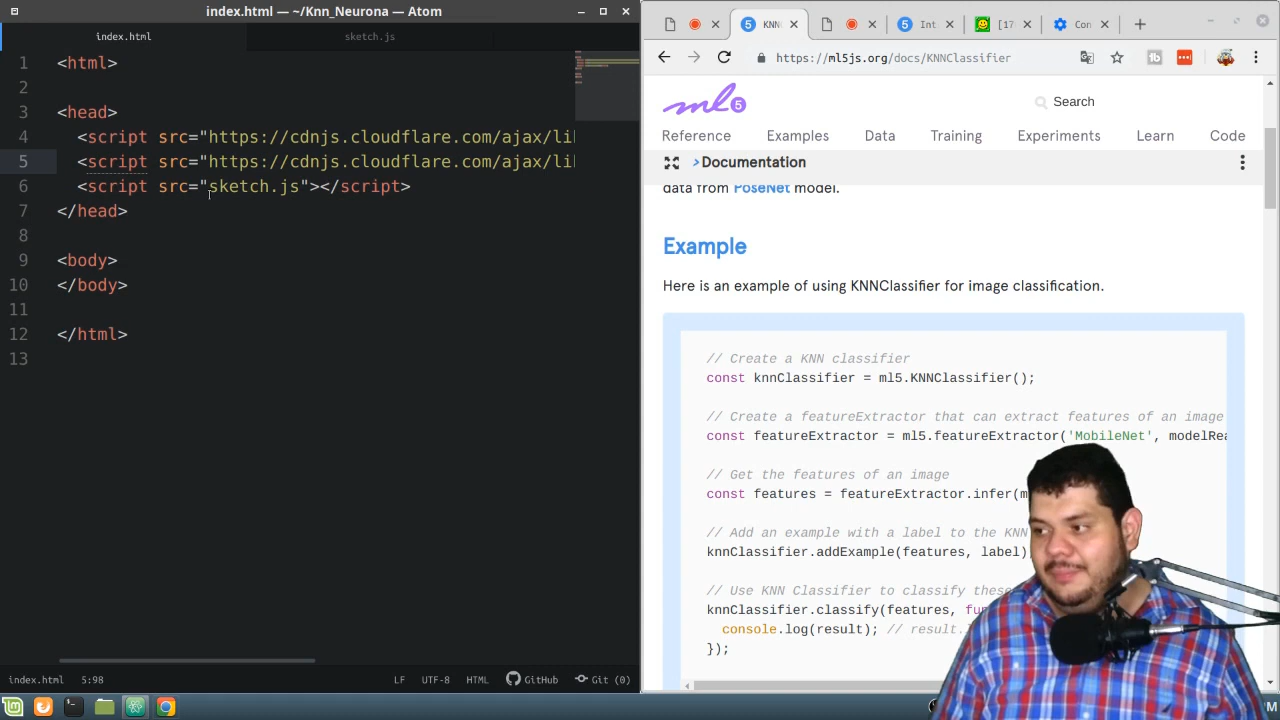 index.html — ~/Knn_Neurona — Atom
index.html
sketch.js
1 <html>
2
3 <head>
4 <script src="https://cdnjs.cloudflare.com/ajax/li
5 <script src="https://cdnjs.cloudflare.com/ajax/li
6 <script src="sketch.js"></script>
7 </head>
8
9 <body>
10 </body>
11
12 </html>
13
index.html 5:98 LF UTF-8 HTML GitHub Git (0)
5 KNN
5 Int
[17
Con
https://ml5js.org/docs/KNNClassifier
ml5
Search
Reference Examples Data Training Experiments Learn Code
>Documentation
data from PoseNet model.
Example
Here is an example of using KNNClassifier for image classification.
// Create a KNN classifier
const knnClassifier = ml5.KNNClassifier();
// Create a featureExtractor that can extract features of an image
const featureExtractor = ml5.featureExtractor('MobileNet', modelRea
// Get the features of an image
const features = featureExtractor.infer(m
// Add an example with a label to the KNN
knnClassifier.addExample(features, label)
// Use KNN Classifier to classify these
knnClassifier.classify(features, fu
console.log(result); // result.
});